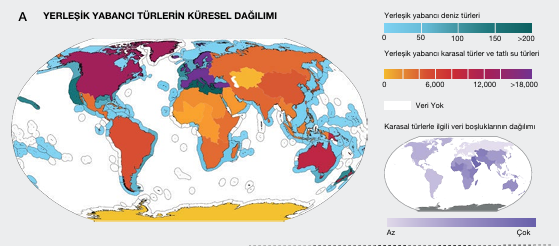 A YERLEŞİK YABANCI TÜRLERİN KÜRESEL DAĞILIMI
Yerleşik yabancı deniz türleri
0 50 100 150 >200
Yerleşik yabancı karasal türler ve tatlı su türleri
0 6,000 12,000 >18,000
Veri Yok
Karasal türlerle ilgili veri boşluklarının dağılımı
Az Çok